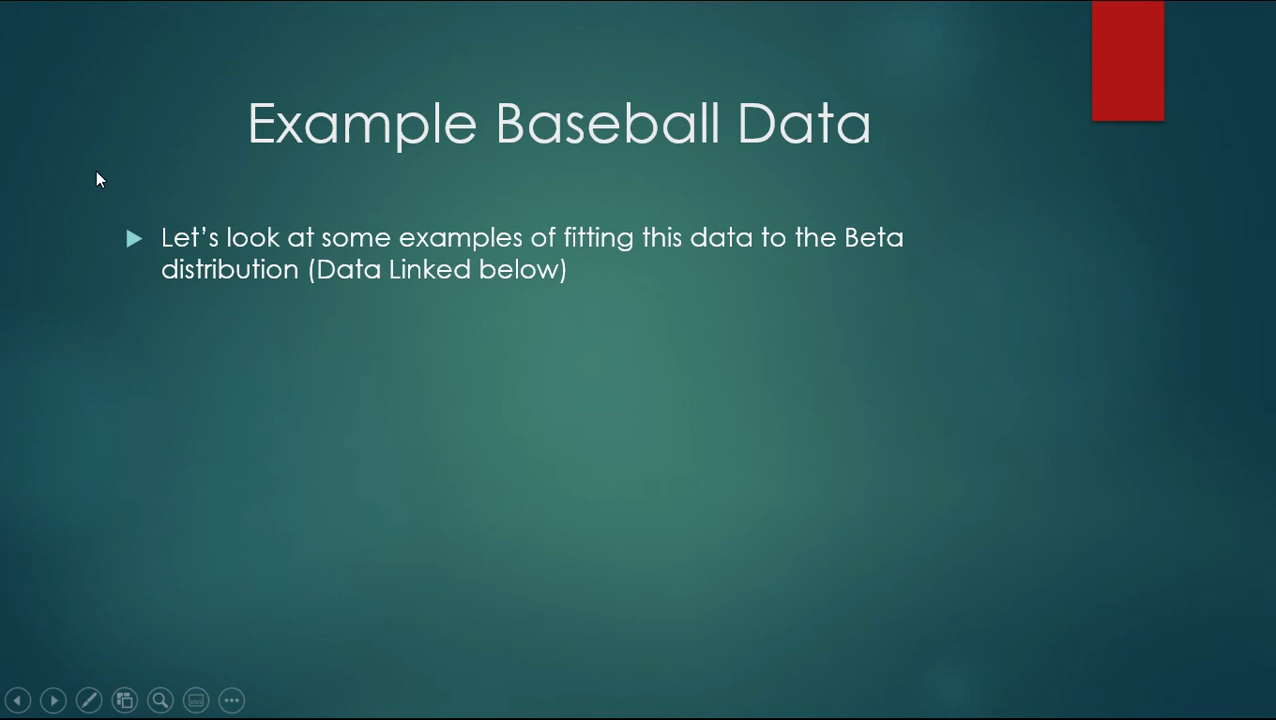 Example Baseball Data
Let’s look at some examples of fitting this data to the Beta
distribution (Data Linked below)